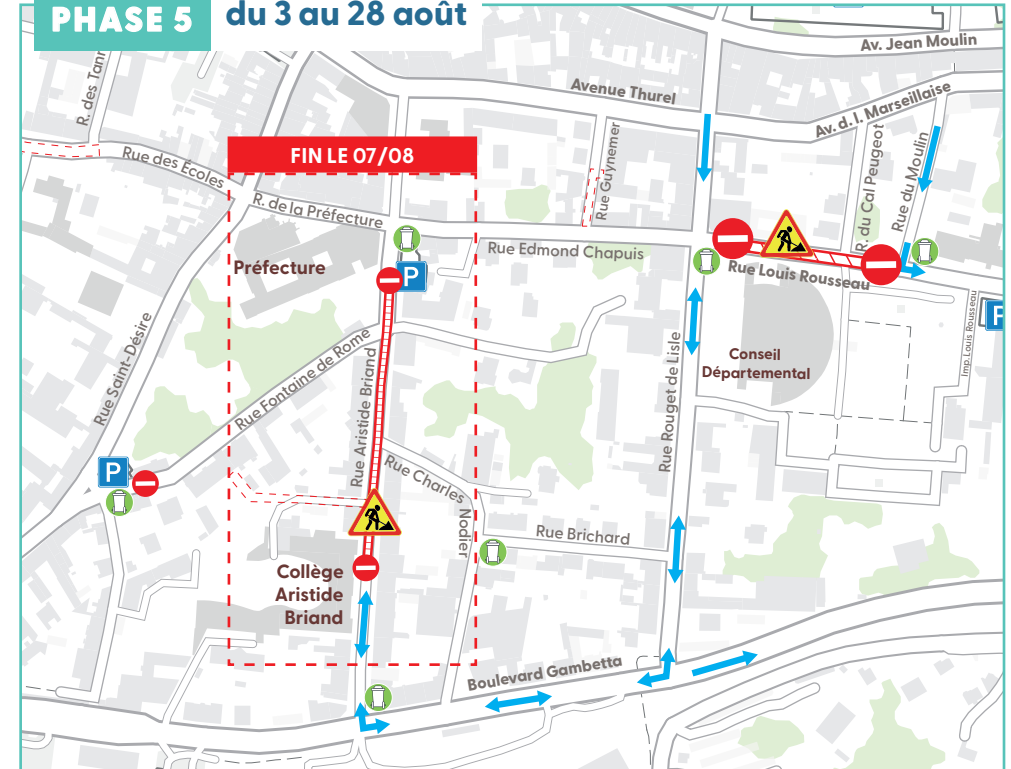 PHASE 5
du 3 au 28 août
Av. Jean Moulin
R. des Tann
Avenue Thurel
Av. d. l. Marseillaise
FIN LE 07/08
Rue des Écoles
Rue Guynemer
R. du Cal Peugeot
Rue du Moulin
R. de la Préfecture
Rue Edmond Chapuis
Préfecture
P
Rue Louis Rousseau
P
Imp. Louis Rousseau
Rue Saint-Désiré
Rue Fontaine de Rome
Rue Aristide Briand
Rue Rouget de Lisle
Conseil
Départemental
P
Rue Charles
Nodier
Rue Brichard
Collège
Aristide
Briand
Boulevard Gambetta